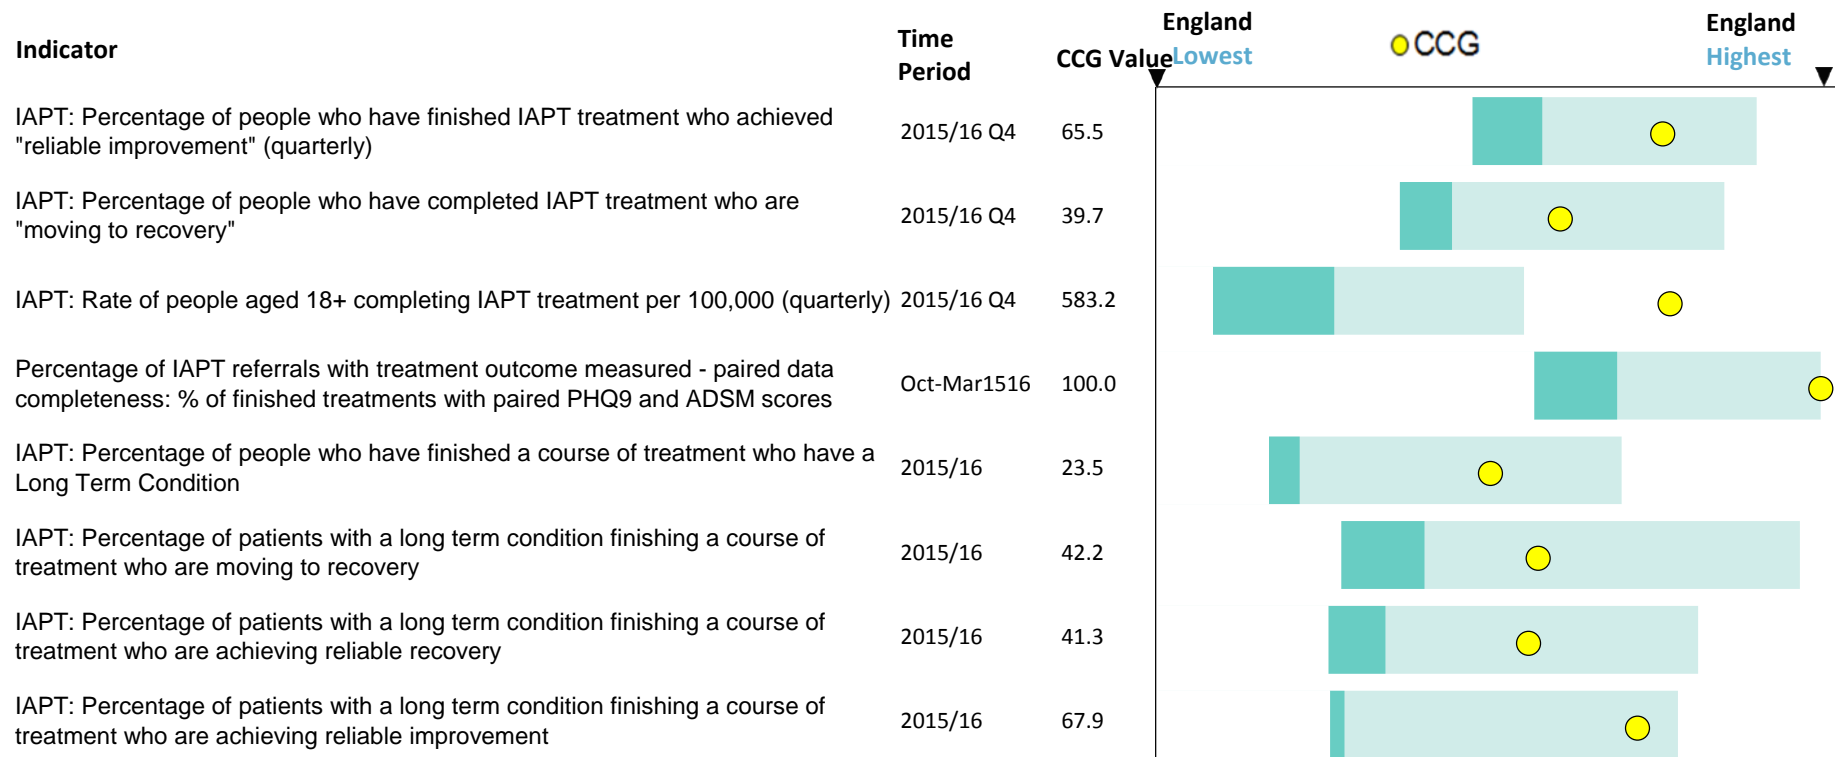 Indicator
Time
Period
CCG Value
England
Lowest
CCG
England
Highest
IAPT: Percentage of people who have finished IAPT treatment who achieved
"reliable improvement" (quarterly)
2015/16 Q4
65.5
IAPT: Percentage of people who have completed IAPT treatment who are
"moving to recovery"
2015/16 Q4
39.7
IAPT: Rate of people aged 18+ completing IAPT treatment per 100,000 (quarterly)
2015/16 Q4
583.2
Percentage of IAPT referrals with treatment outcome measured - paired data
completeness: % of finished treatments with paired PHQ9 and ADSM scores
Oct-Mar1516
100.0
IAPT: Percentage of people who have finished a course of treatment who have a
Long Term Condition
2015/16
23.5
IAPT: Percentage of patients with a long term condition finishing a course of
treatment who are moving to recovery
2015/16
42.2
IAPT: Percentage of patients with a long term condition finishing a course of
treatment who are achieving reliable recovery
2015/16
41.3
IAPT: Percentage of patients with a long term condition finishing a course of
treatment who are achieving reliable improvement
2015/16
67.9